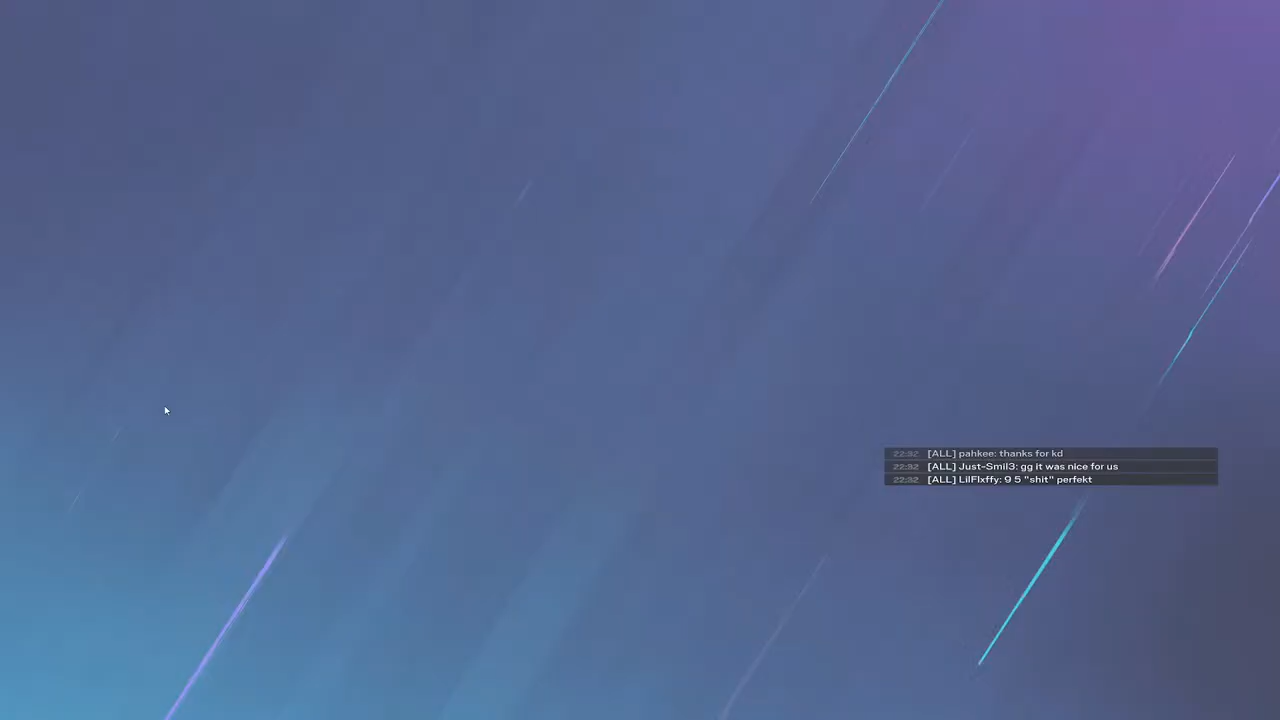 22:32 [ALL] pahkee: thanks for kd
22:32 [ALL] Just-Smil3: gg it was nice for us
22:32 [ALL] LilFlxffy: 9 5 "shit" perfekt